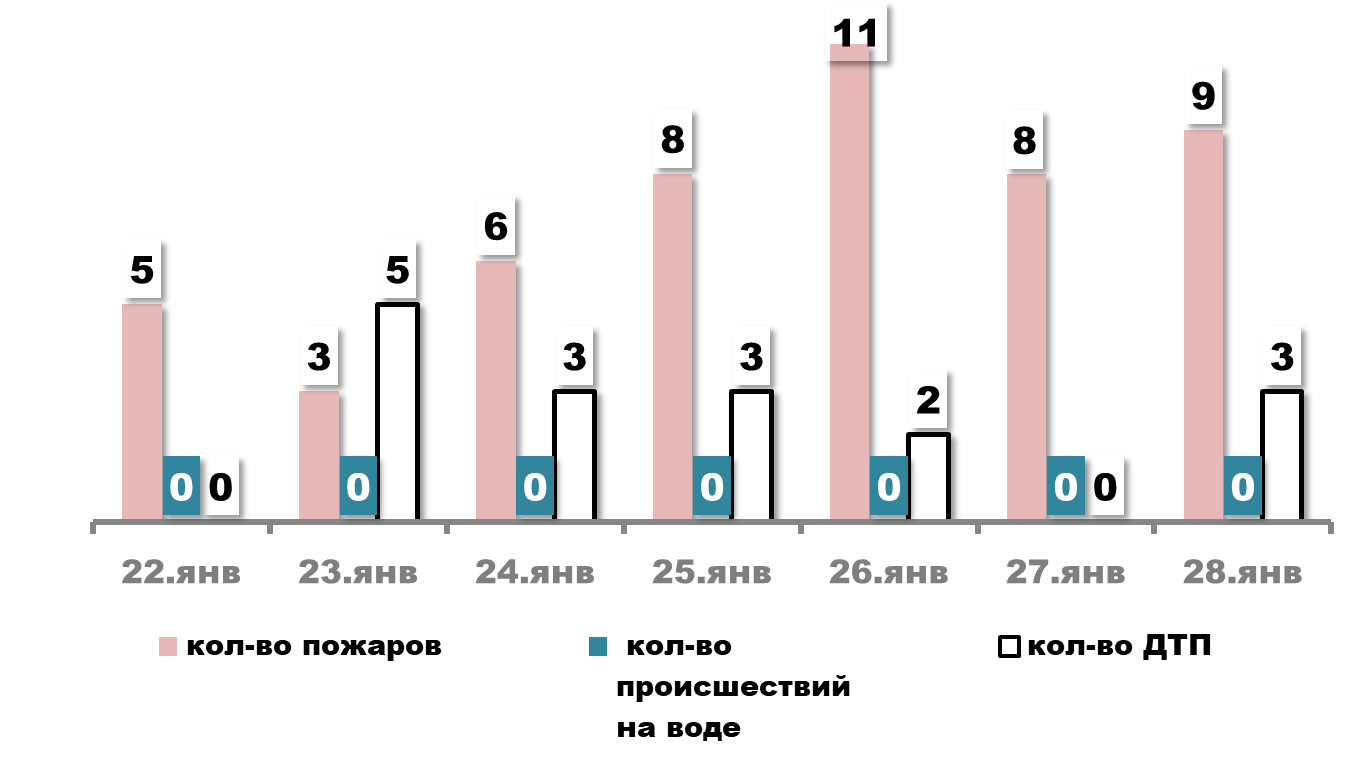 11
9
8
8
6
5
5
3
3
3
3
2
0
0
0
0
0
0
0
0
0
22.янв
23.янв
24.янв
25.янв
26.янв
27.янв
28.янв
кол-во пожаров
кол-во
происшествий
на воде
кол-во ДТП